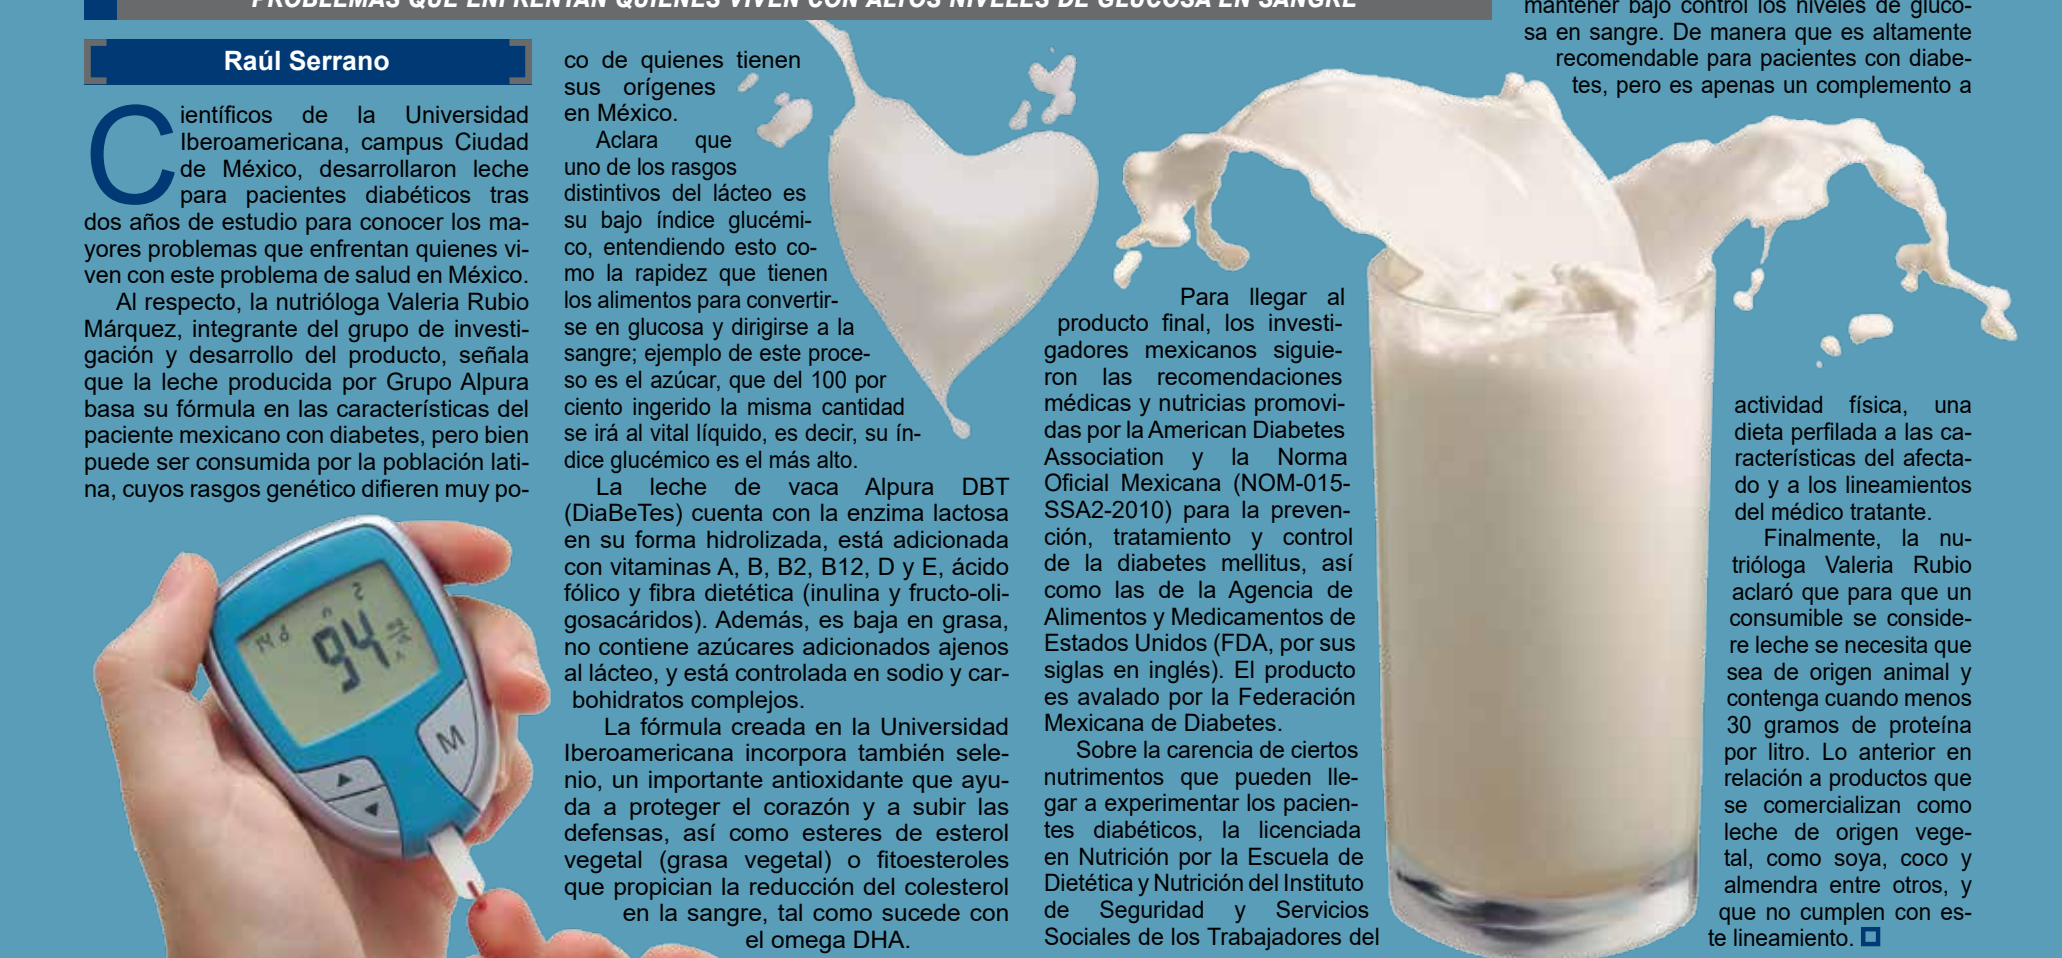 PROBLEMAS QUE ENFRENTAN QUIENES VIVEN CON ALTOS NIVELES DE GLUCOSA EN SANGRE
Raúl Serrano
Científicos de la Universidad
Iberoamericana, campus Ciudad
de México, desarrollaron leche
para pacientes diabéticos tras
dos años de estudio para conocer los ma-
yores problemas que enfrentan quienes vi-
ven con este problema de salud en México.
Al respecto, la nutrióloga Valeria Rubio
Márquez, integrante del grupo de investi-
gación y desarrollo del producto, señala
que la leche producida por Grupo Alpura
basa su fórmula en las características del
paciente mexicano con diabetes, pero bien
puede ser consumida por la población lati-
na, cuyos rasgos genético difieren muy po-
94
M
co de quienes tienen
sus orígenes
en México.
Aclara que
uno de los rasgos
distintivos del lácteo es
su bajo índice glucémi-
co, entendiendo esto co-
mo la rapidez que tienen
los alimentos para convertir-
se en glucosa y dirigirse a la
sangre; ejemplo de este proce-
so es el azúcar, que del 100 por
ciento ingerido la misma cantidad
se irá al vital líquido, es decir, su ín-
dice glucémico es el más alto.
La leche de vaca Alpura DBT
(DiaBeTes) cuenta con la enzima lactosa
en su forma hidrolizada, está adicionada
con vitaminas A, B, B2, B12, D y E, ácido
fólico y fibra dietética (inulina y fructo-oli-
gosacáridos). Además, es baja en grasa,
no contiene azúcares adicionados ajenos
al lácteo, y está controlada en sodio y car-
bohidratos complejos.
La fórmula creada en la Universidad
Iberoamericana incorpora también sele-
nio, un importante antioxidante que ayu-
da a proteger el corazón y a subir las
defensas, así como esteres de esterol
vegetal (grasa vegetal) o fitoesteroles
que propician la reducción del colesterol
en la sangre, tal como sucede con
el omega DHA.
Para llegar al
producto final, los investi-
gadores mexicanos siguie-
ron las recomendaciones
médicas y nutricias promovi-
das por la American Diabetes
Association y la Norma
Oficial Mexicana (NOM-015-
SSA2-2010) para la preven-
ción, tratamiento y control
de la diabetes mellitus, así
como las de la Agencia de
Alimentos y Medicamentos de
Estados Unidos (FDA, por sus
siglas en inglés). El producto
es avalado por la Federación
Mexicana de Diabetes.
Sobre la carencia de ciertos
nutrimentos que pueden lle-
gar a experimentar los pacien-
tes diabéticos, la licenciada
en Nutrición por la Escuela de
Dietética y Nutrición del Instituto
de Seguridad y Servicios
Sociales de los Trabajadores del
mantener bajo control los niveles de gluco-
sa en sangre. De manera que es altamente
recomendable para pacientes con diabe-
tes, pero es apenas un complemento a
actividad física, una
dieta perfilada a las ca-
racterísticas del afecta-
do y a los lineamientos
del médico tratante.
Finalmente, la nu-
trióloga Valeria Rubio
aclaró que para que un
consumible se conside-
re leche se necesita que
sea de origen animal y
contenga cuando menos
30 gramos de proteína
por litro. Lo anterior en
relación a productos que
se comercializan como
leche de origen vege-
tal, como soya, coco y
almendra entre otros, y
que no cumplen con es-
te lineamiento.